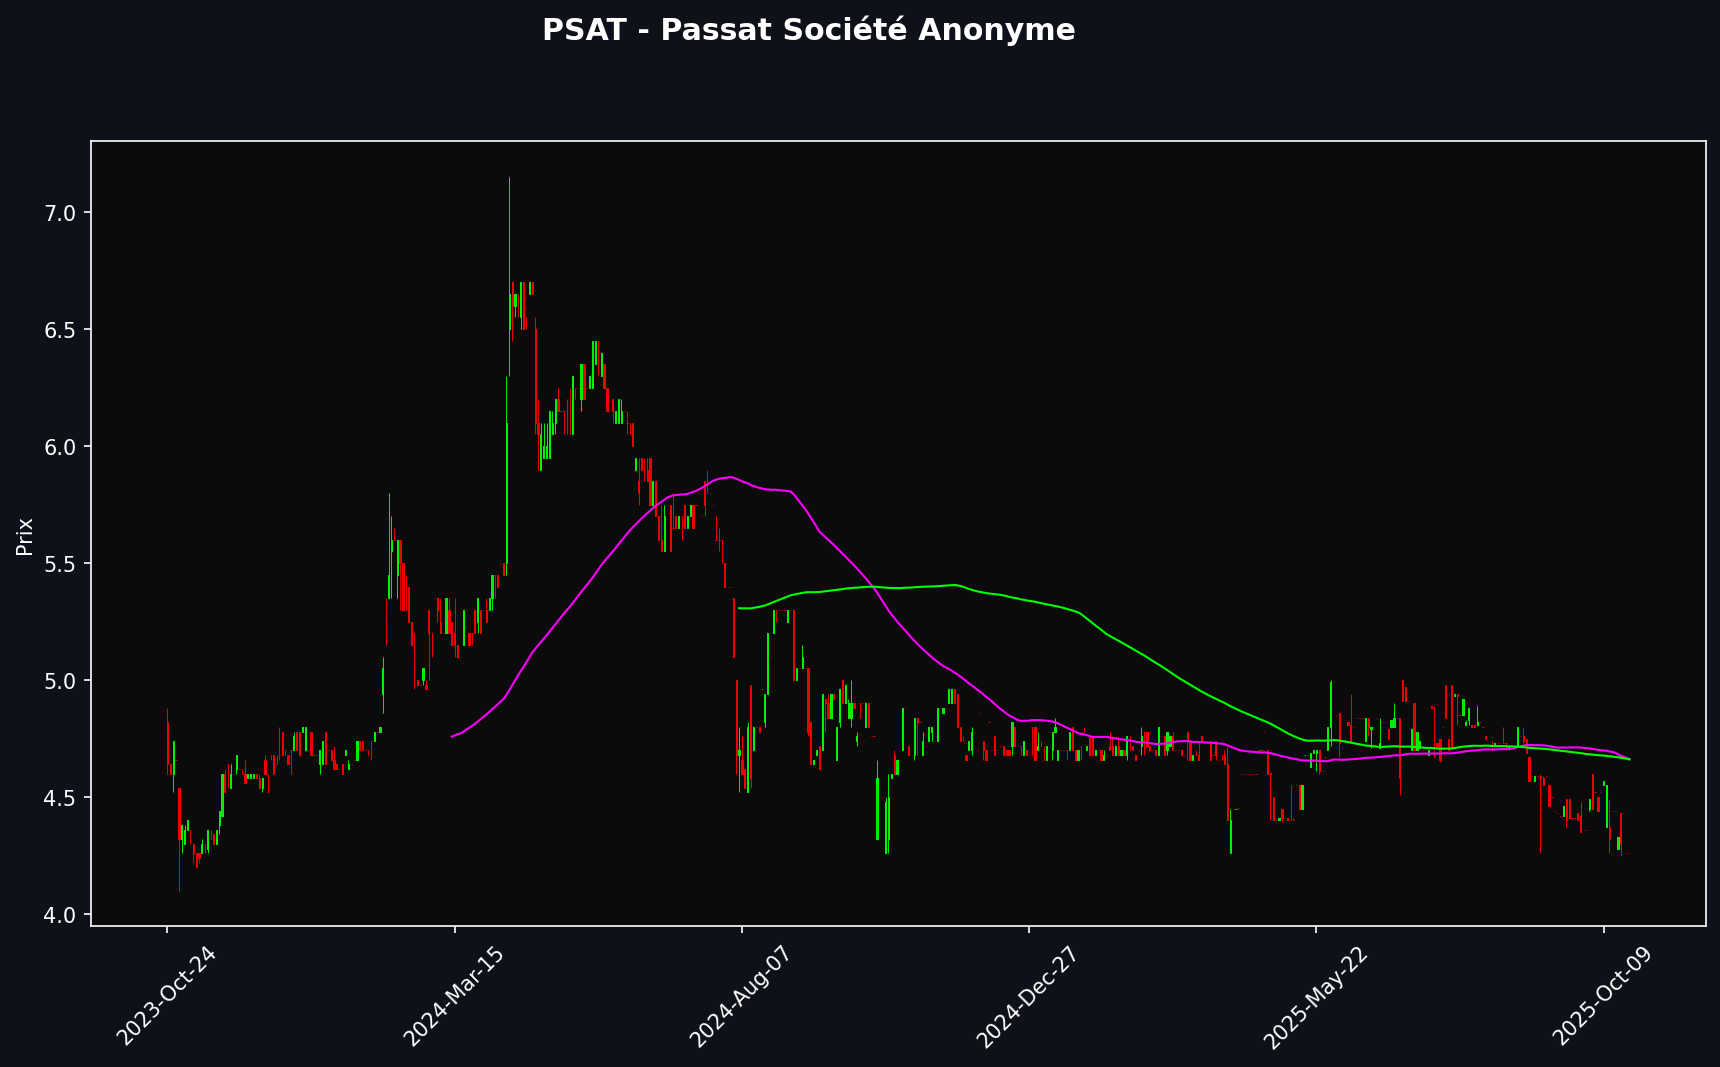 PSAT - Passat Société Anonyme
Prix
7.0
6.5
6.0
5.5
5.0
4.5
4.0
2023-Oct-24
2024-Mar-15
2024-Aug-07
2024-Dec-27
2025-May-22
2025-Oct-09